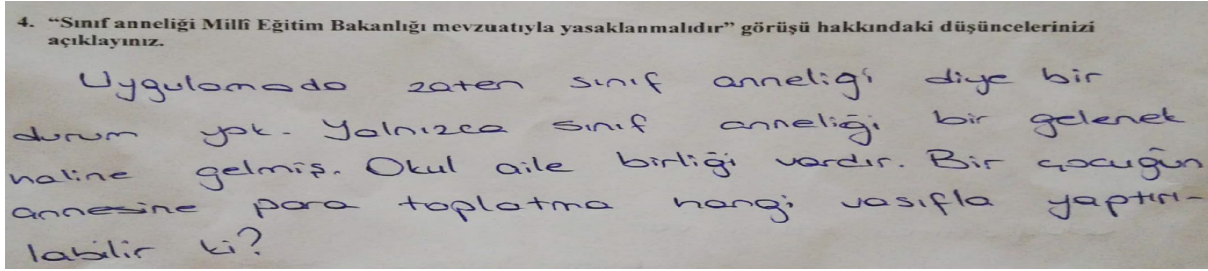 4. “Sınıf anneliği Millî Eğitim Bakanlığı mevzuatıyla yasaklanmalıdır” görüşü hakkındaki düşüncelerinizi
açıklayınız.
Uygulamada zaten sınıf anneliği diye bir
durum yok. Yalnızca sınıf anneliği bir gelenek
haline gelmiş. Okul aile birliği vardır. Bir çocuğun
annesine para toplatma hangi vasıfla yaptırı-
labilir ki?